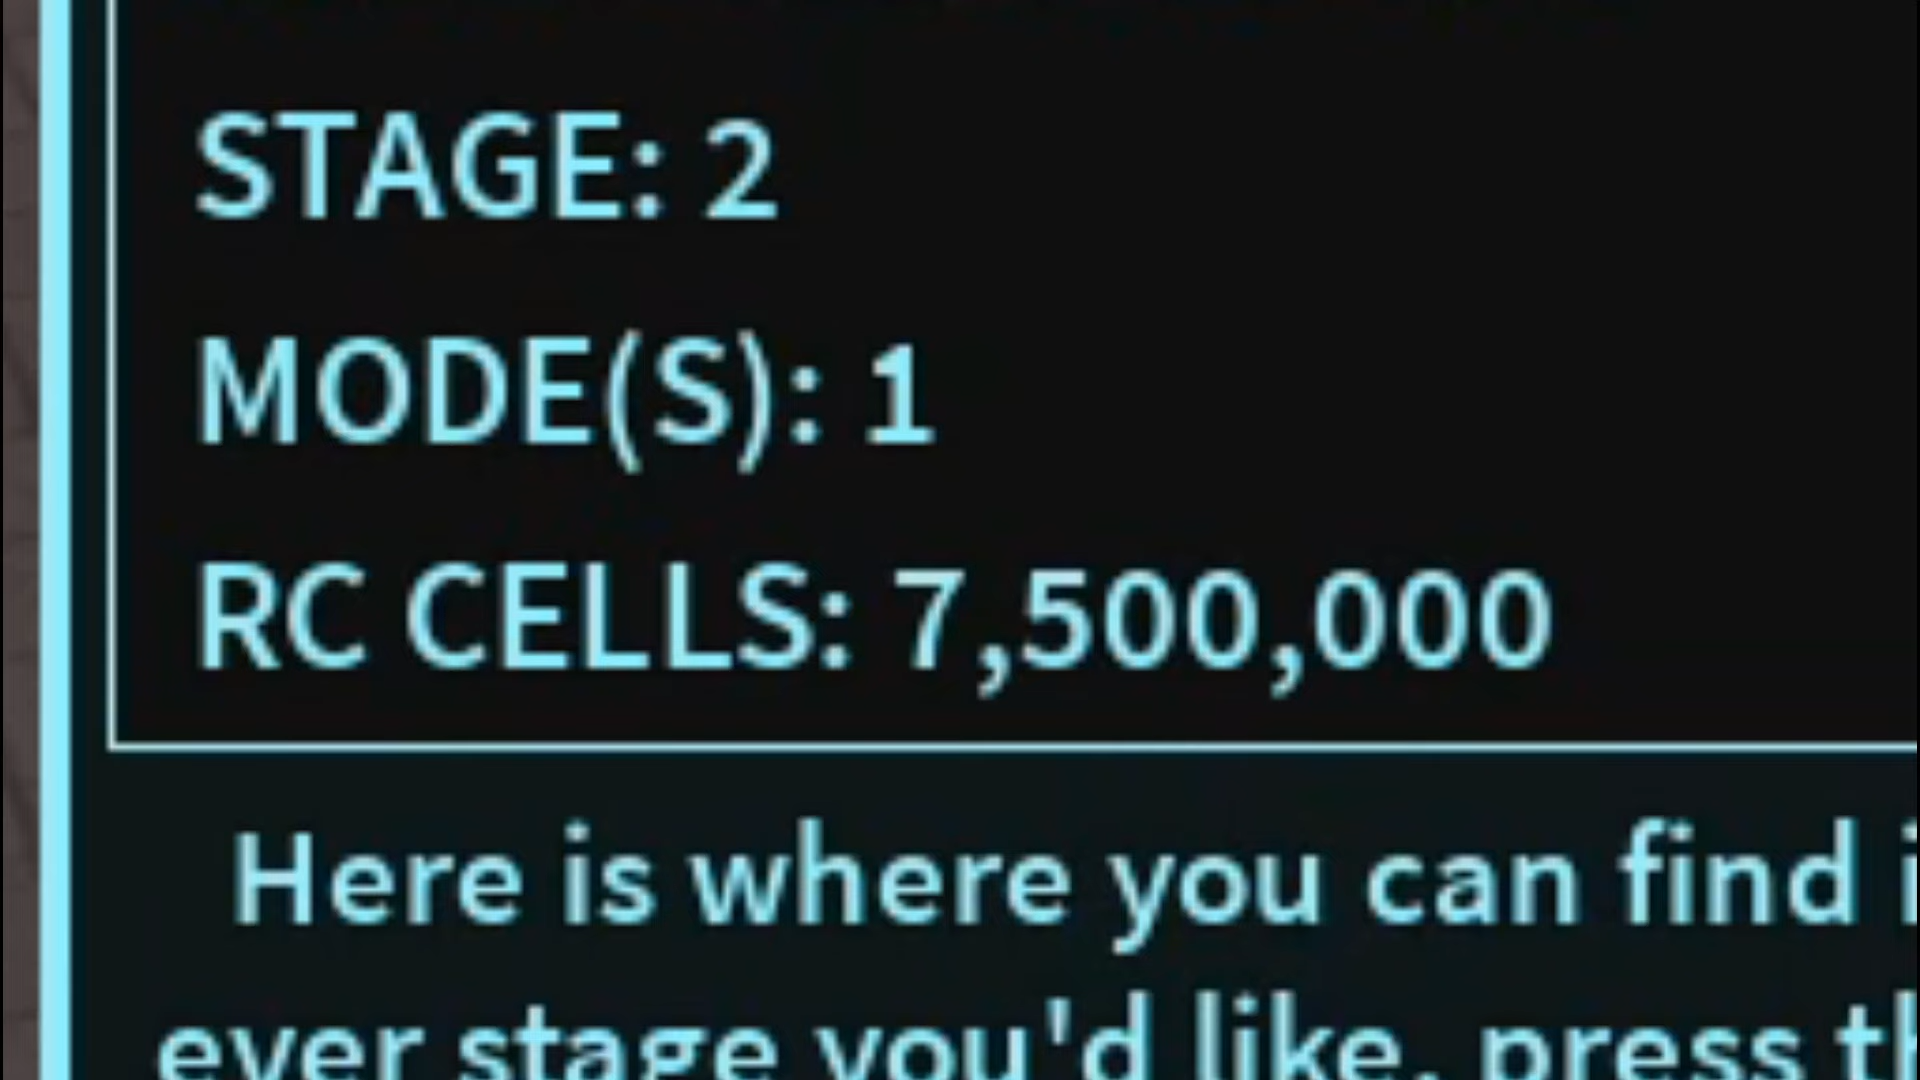 STAGE: 2
MODE(S): 1
RC CELLS: 7,500,000
Here is where you can find
ever stage you'd like, press